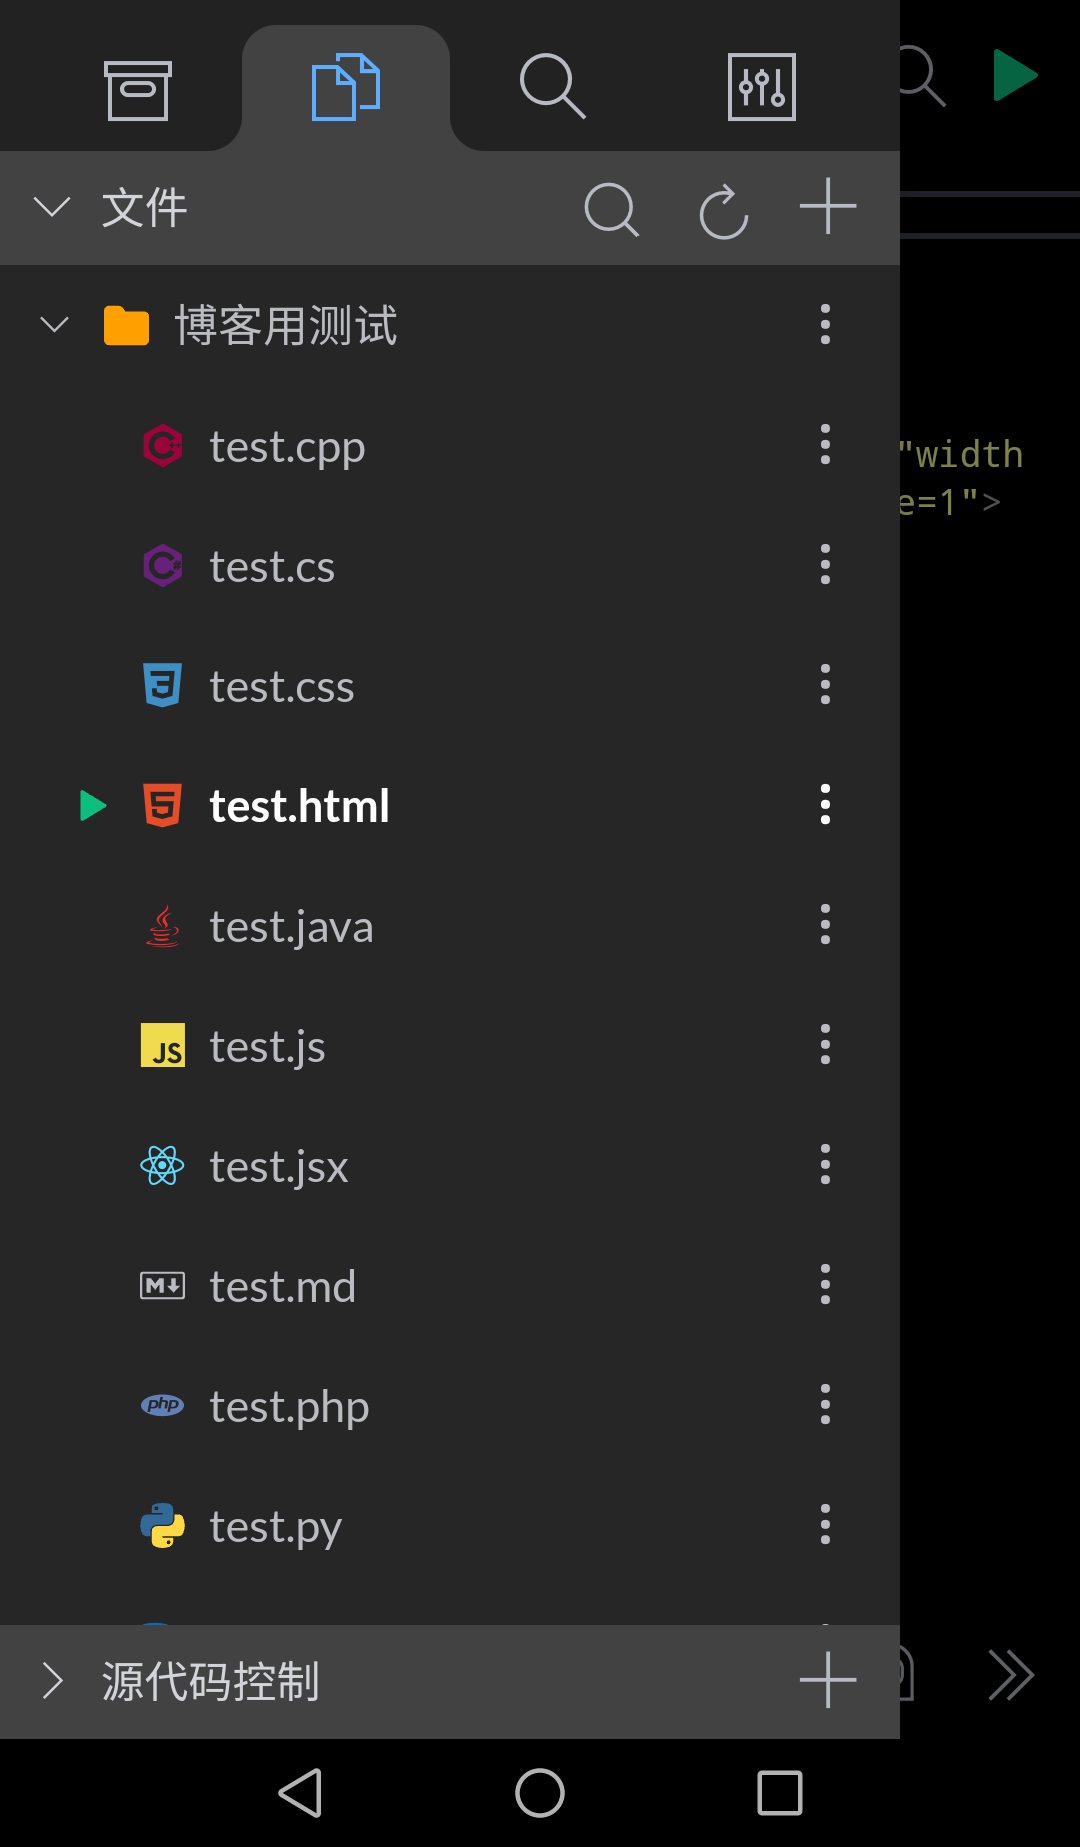 文件
博客用测试
test.cpp
test.cs
test.css
test.html
test.java
JS test.js
test.jsx
M test.md
php test.php
test.py
源代码控制
"width
e=1">